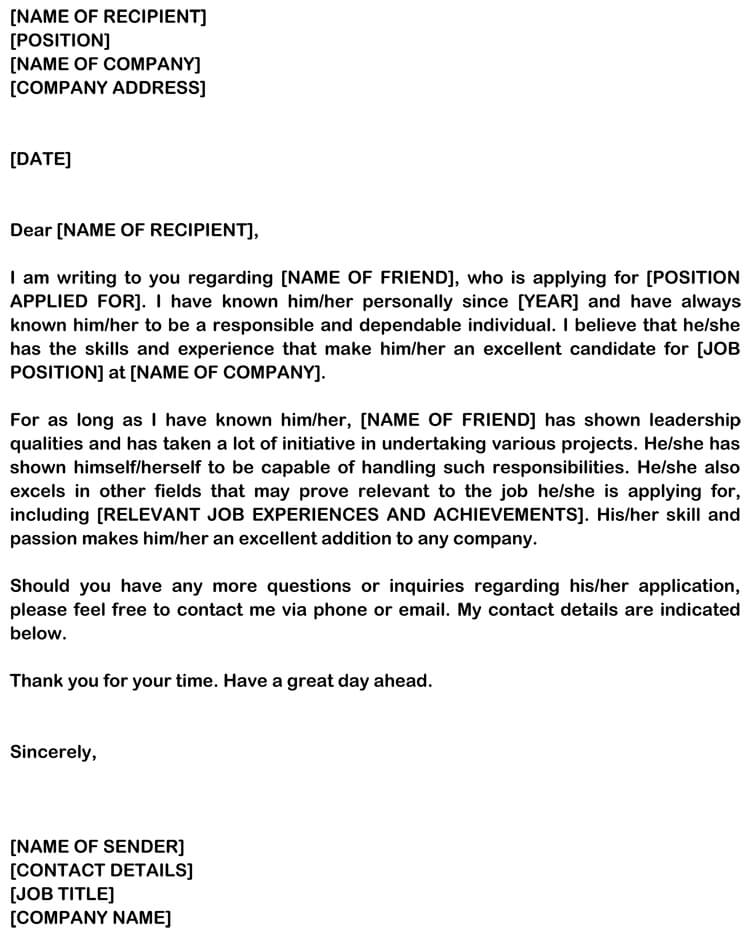 [NAME OF RECIPIENT]
[POSITION]
[NAME OF COMPANY]
[COMPANY ADDRESS]
[DATE]
Dear [NAME OF RECIPIENT],
I am writing to you regarding [NAME OF FRIEND], who is applying for [POSITION
APPLIED FOR]. I have known him/her personally since [YEAR] and have always
known him/her to be a responsible and dependable individual. I believe that he/she
has the skills and experience that make him/her an excellent candidate for [JOB
POSITION] at [NAME OF COMPANY].
For as long as I have known him/her, [NAME OF FRIEND] has shown leadership
qualities and has taken a lot of initiative in undertaking various projects. He/she has
shown himself/herself to be capable of handling such responsibilities. He/she also
excels in other fields that may prove relevant to the job he/she is applying for,
including [RELEVANT JOB EXPERIENCES AND ACHIEVEMENTS]. His/her skill and
passion makes him/her an excellent addition to any company.
Should you have any more questions or inquiries regarding his/her application,
please feel free to contact me via phone or email. My contact details are indicated
below.
Thank you for your time. Have a great day ahead.
Sincerely,
[NAME OF SENDER]
[CONTACT DETAILS]
[JOB TITLE]
[COMPANY NAME]